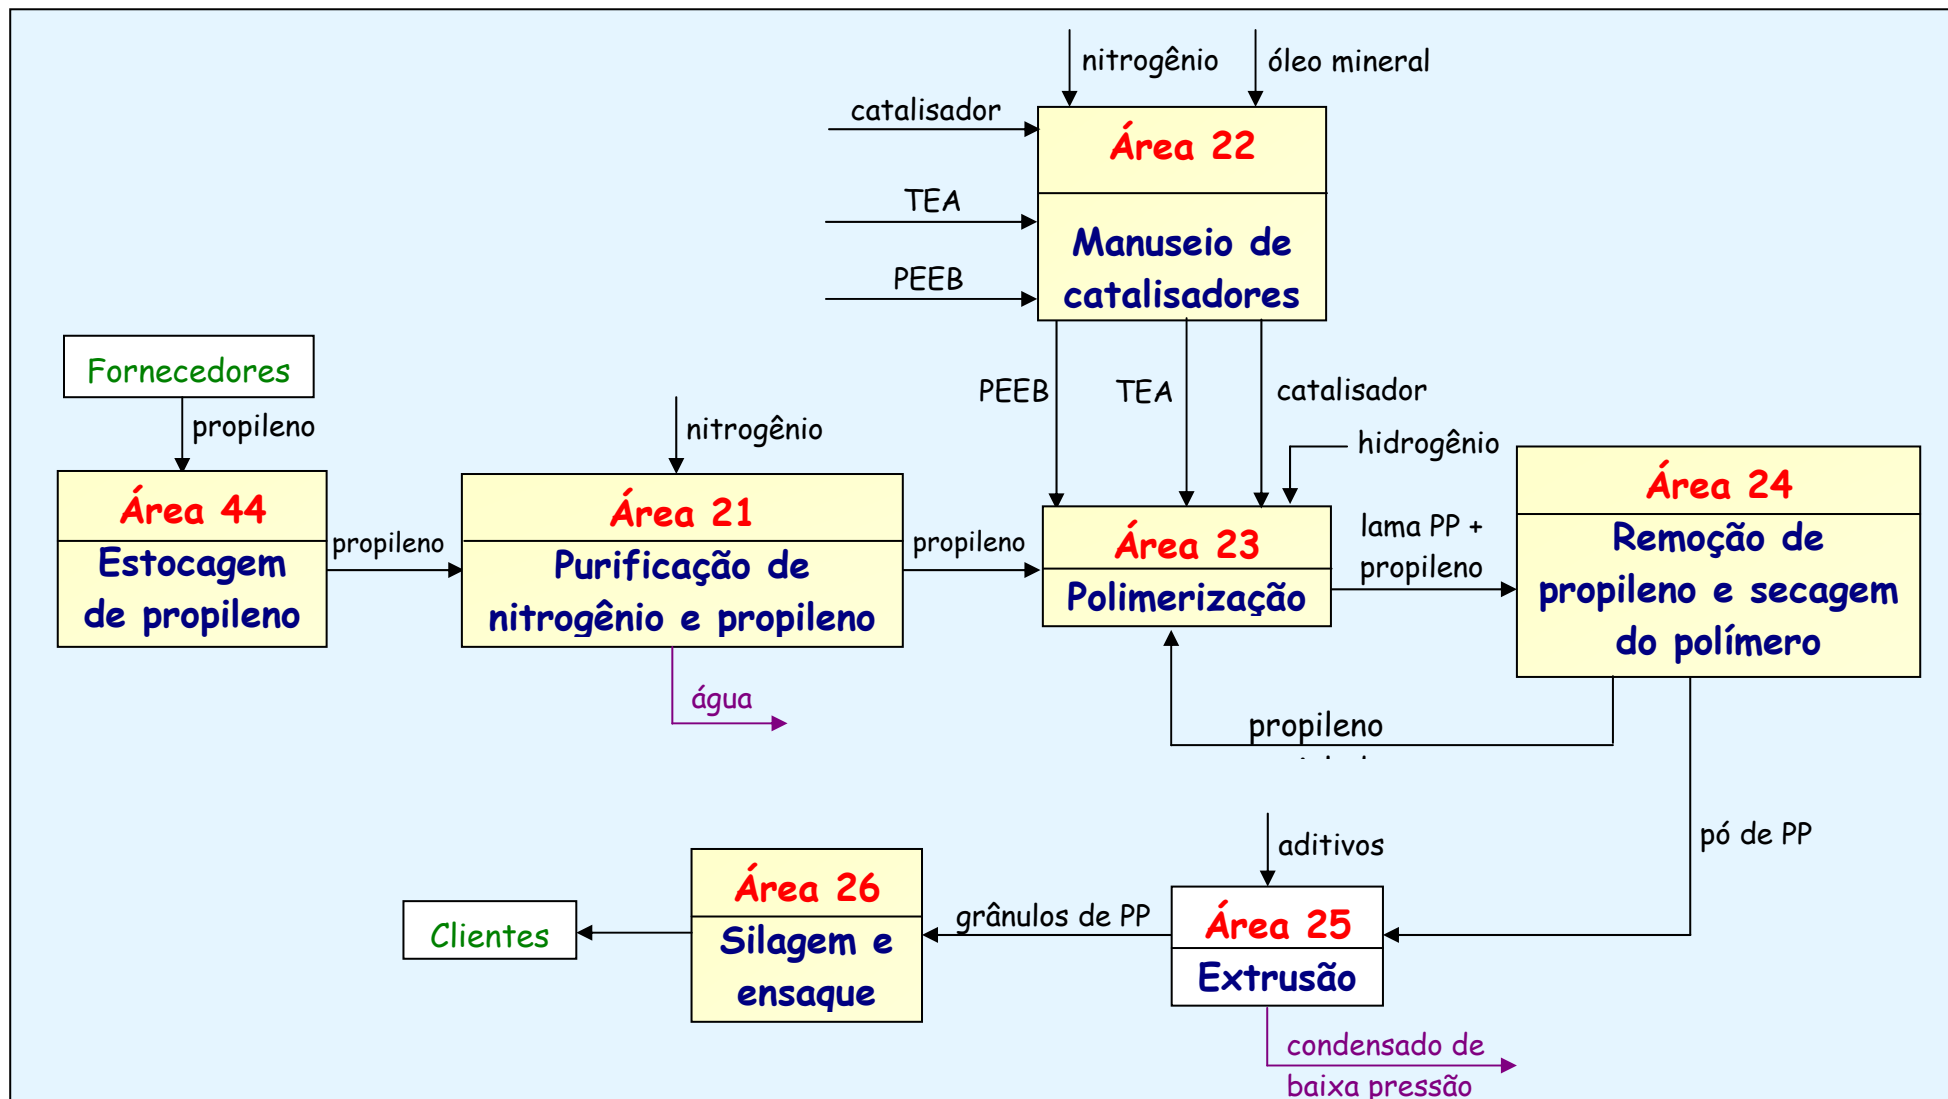 nitrogênio
óleo mineral
catalisador
Área 22
TEA
Manuseio de
catalisadores
PEEB
Fornecedores
propileno
nitrogênio
PEEB
TEA
catalisador
hidrogênio
Área 44
Estocagem
de propileno
propileno
Área 21
Purificação de
nitrogênio e propileno
propileno
Área 23
Polimerização
lama PP +
propileno
Área 24
Remoção de
propileno e secagem
do polímero
água
propileno
pó de PP
aditivos
Clientes
Área 26
Silagem e
ensaque
grânulos de PP
Área 25
Extrusão
condensado de
baixa pressão